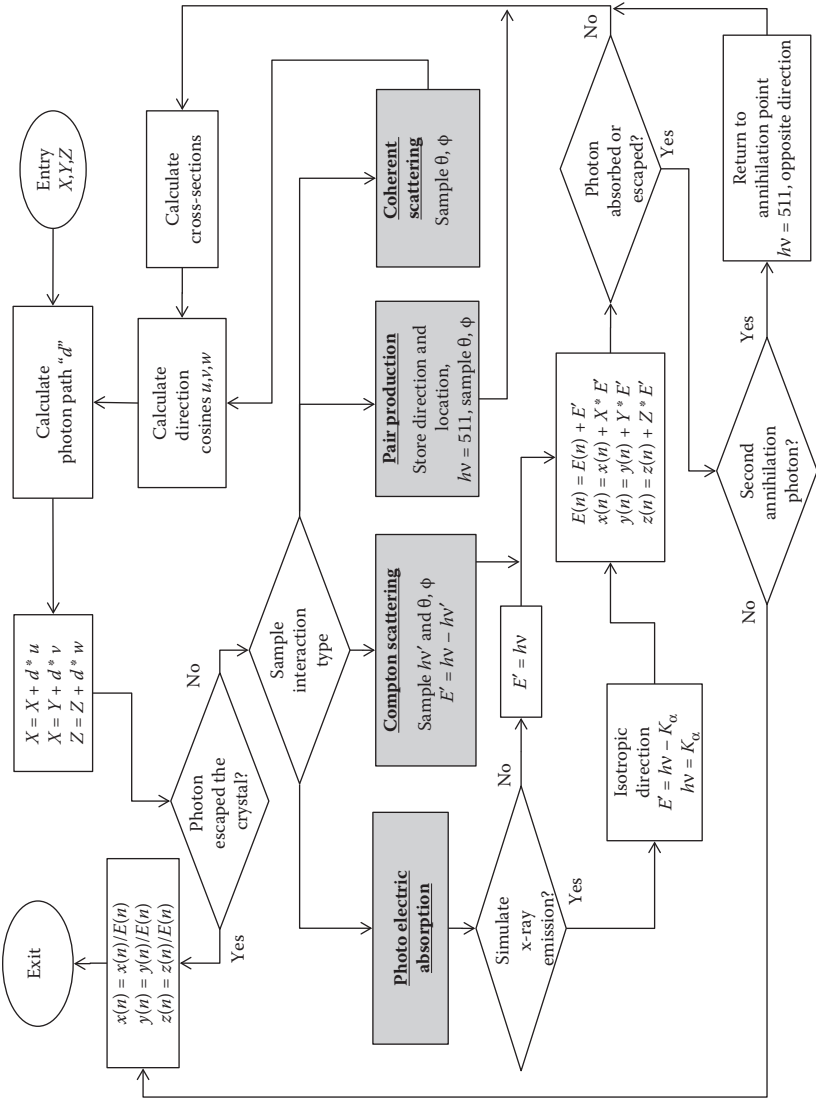 Entry
X,Y,Z
Calculate
photon path “d”
X = X + d* u
X = Y + d* v
Z = Z + d* w
Photon
escaped the
crystal?
Yes
No
x(n) = x(n)/E(n)
y(n) = y(n)/E(n)
z(n) = z(n)/E(n)
Exit
Calculate
cross-sections
Calculate
direction
cosines u,v,w
Sample
interaction
type
Photo electric
absorption
Compton scattering
Sample hν′ and θ, ϕ
E′ = hν – hν′
Pair production
Store direction and
location,
hν = 511, sample θ, ϕ
Coherent
scattering
Sample θ, ϕ
Simulate
x-ray
emission?
No
Yes
E′ = hν
Isotropic
direction
E′ = hν – Kα
hν = Kα
E(n) = E(n) + E′
x(n) = x(n) + X* E′
y(n) = y(n) + Y* E′
z(n) = z(n) + Z* E′
Photon
absorbed or
escaped?
No
Yes
Second
annihilation
photon?
No
Yes
Return to
annihilation point
hν = 511, opposite direction